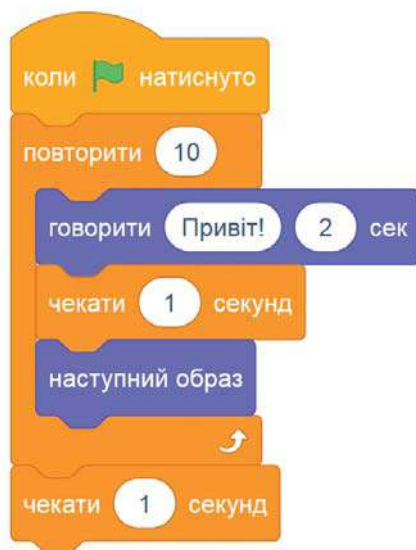 коли натиснуто
повторити 10
говорити Привіт! 2 сек
чекати 1 секунд
наступний образ
чекати 1 секунд